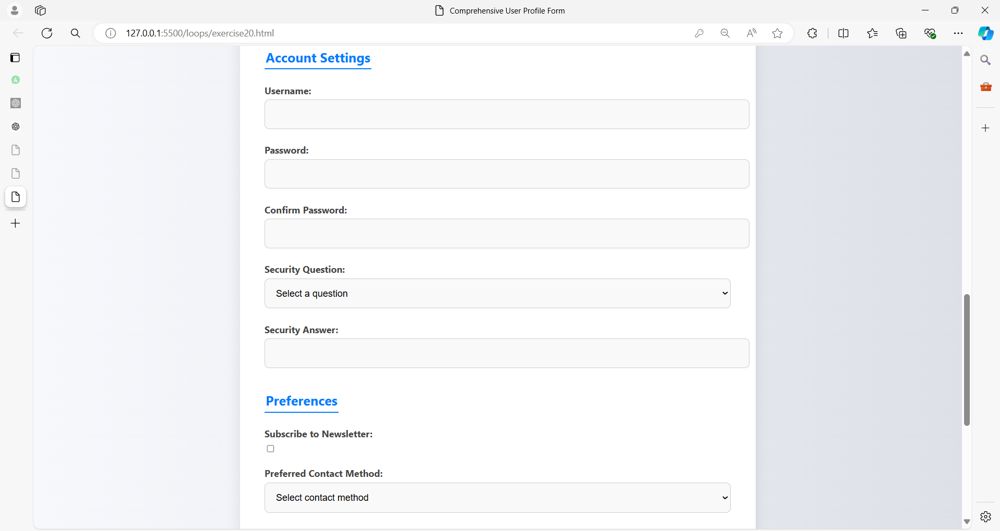 Comprehensive User Profile Form
127.0.0.1:5500/loops/exercise20.html
Account Settings
Username:
Password:
Confirm Password:
Security Question:
Select a question
Security Answer:
Preferences
Subscribe to Newsletter:
Preferred Contact Method:
Select contact method